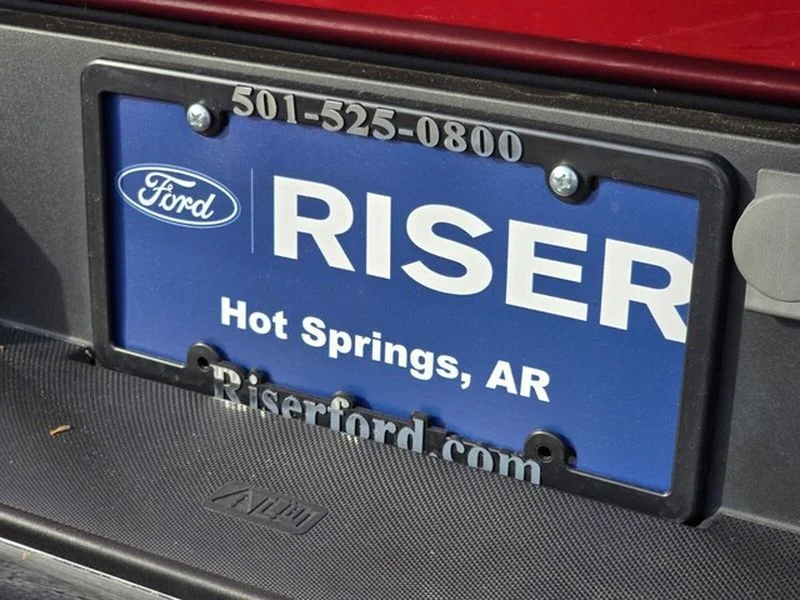 501-525-0800
Ford
RISER
Hot Springs, AR
Riserford.com